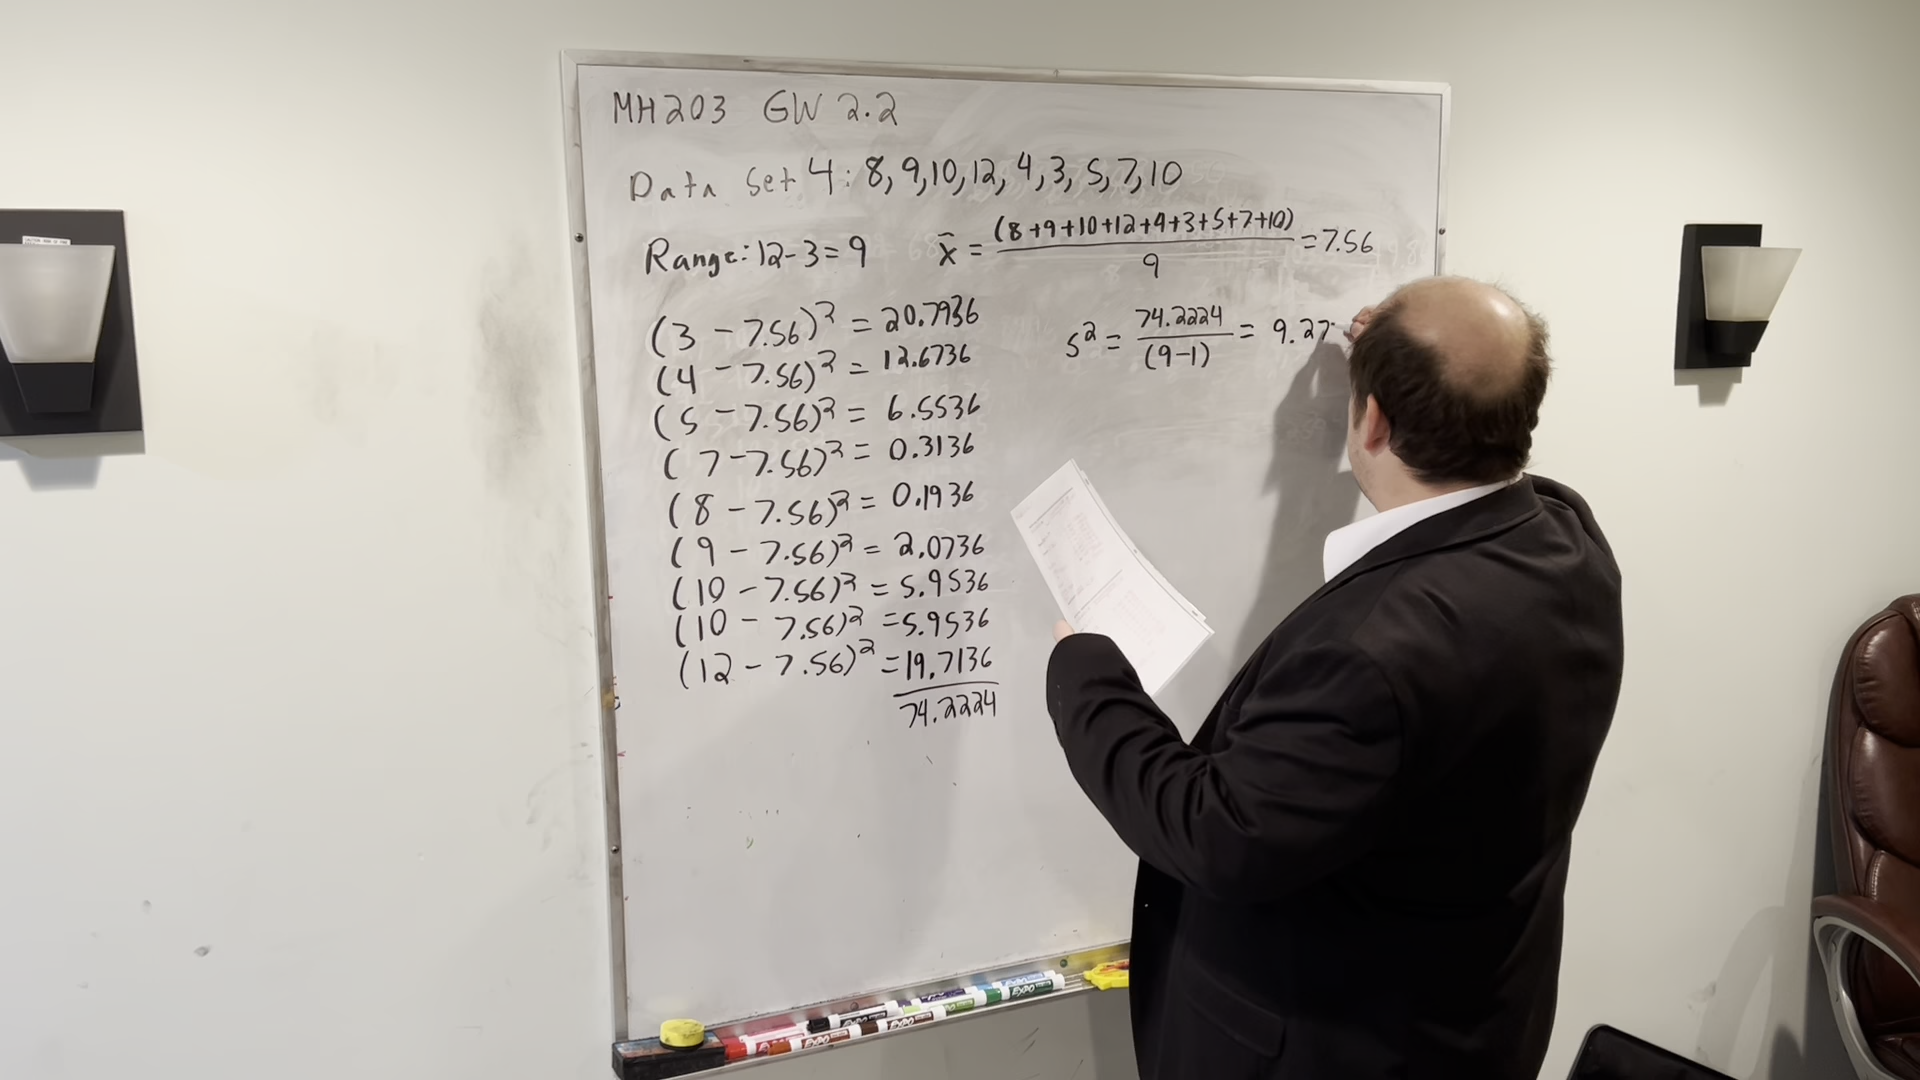 MH203 GW 2.2
Data Set 4: 8, 9, 10, 12, 4, 3, 5, 7, 10
Range: 12-3=9
x̄ = (8+9+10+12+4+3+5+7+10)/9 = 7.56
(3 - 7.56)² = 20.7936
(4 - 7.56)² = 12.6736
(5 - 7.56)² = 6.5536
(7 - 7.56)² = 0.3136
(8 - 7.56)² = 0.1936
(9 - 7.56)² = 2.0736
(10 - 7.56)² = 5.9536
(10 - 7.56)² = 5.9536
(12 - 7.56)² = 19.7136
74.2224
s² = 74.2224/(9-1) = 9.27
EXPO
EXPO
EXPO
EXPO